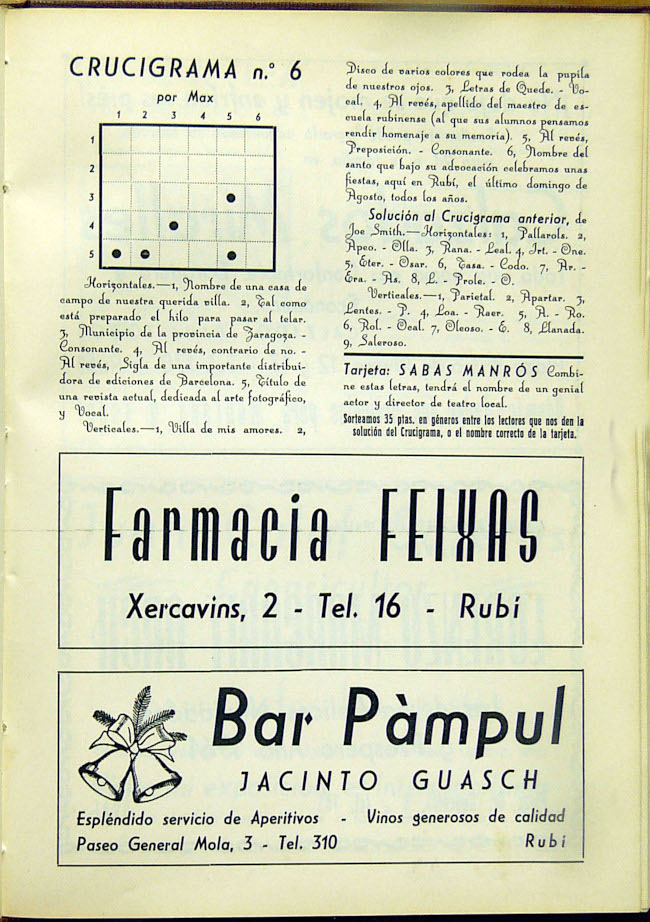 CRUCIGRAMA n.º 6
por Max
1 2 3 4 5 6
1
2
3
4
5
Horizontales.—1, Nombre de una casa de
campo de nuestra querida villa. 2, Tal como
está preparado el hilo para pasar al telar.
3, Municipio de la provincia de Zaragoza. -
Consonante. 4, Al revés, contrario de no. -
Al revés, Sigla de una importante distribui-
dora de ediciones de Barcelona. 5, Título de
una revista actual, dedicada al arte fotográfico,
y Vocal.
Verticales.—1, Villa de mis amores. 2,
Disco de varios colores que rodea la pupila
de nuestros ojos. 3, Letras de Quede. - Vo-
cal. 4, Al revés, apellido del maestro de es-
cuela rubinense (al que sus alumnos pensamos
rendir homenaje a su memoria). 5, Al revés,
Preposición. - Consonante. 6, Nombre del
santo que bajo su advocación celebramos unas
fiestas, aquí en Rubí, el último domingo de
Agosto, todos los años.
Solución al Crucigrama anterior, de
Joe Smith.—Horizontales: 1, Pallarols. 2,
Apeo. - Olla. 3, Rana. - Leal. 4, Irt. - One.
5, Eter. - Osar. 6, Tasa. - Codo. 7, Ar. -
Era. - As. 8, L. - Prole. - O.
Verticales.—1, Parietal. 2, Apartar. 3,
Lentes. - P. 4, Loa. - Raer. 5, A. - Ro.
6, Rol. - Ocal. 7, Oleoso. - E. 8, Llanada.
9, Saleroso.
Tarjeta: SABAS MANRÓS Combi-
ne estas letras, tendrá el nombre de un genial
actor y director de teatro local.
Sorteamos 35 ptas. en géneros entre los lectores que nos den la
solución del Crucigrama, o el nombre correcto de la tarjeta.
Farmacia FEIXAS
Xercavins, 2 - Tel. 16 - Rubí
Bar Pàmpul
JACINTO GUASCH
Espléndido servicio de Aperitivos - Vinos generosos de calidad
Paseo General Mola, 3 - Tel. 310 Rubí